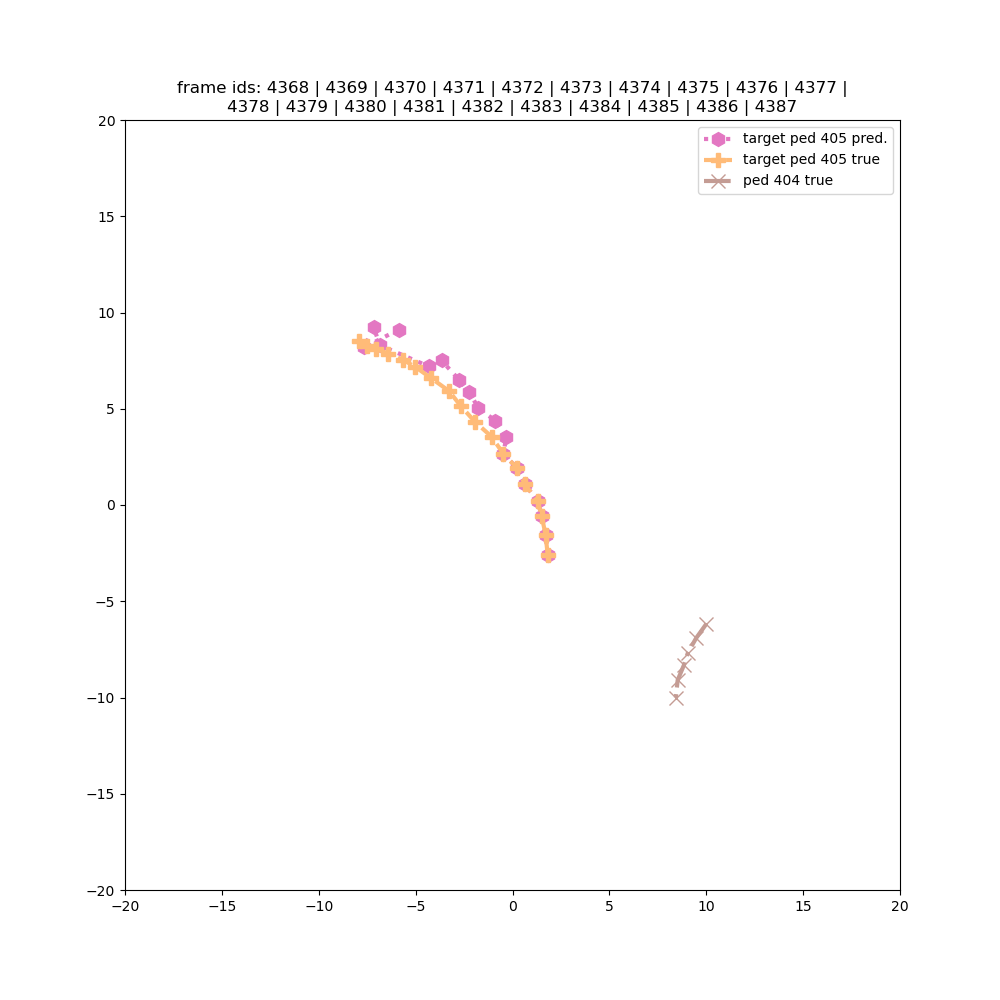 frame ids: 4368 | 4369 | 4370 | 4371 | 4372 | 4373 | 4374 | 4375 | 4376 | 4377 |
4378 | 4379 | 4380 | 4381 | 4382 | 4383 | 4384 | 4385 | 4386 | 4387
target ped 405 pred.
target ped 405 true
ped 404 true
20
15
10
5
0
−5
−10
−15
−20
−20 −15 −10 −5 0 5 10 15 20